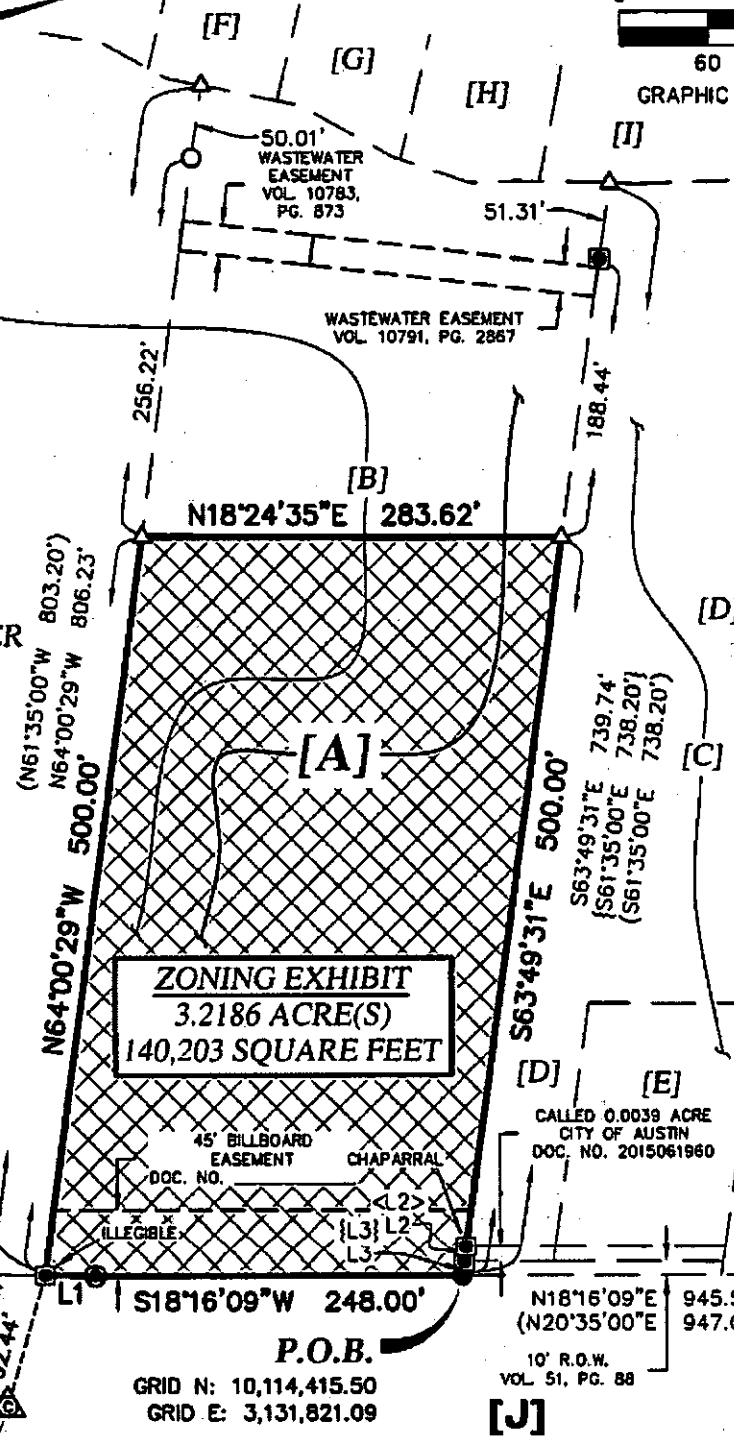 [F]
[G]
[H]
[I]
60
GRAPHIC
50.01'
WASTEWATER
EASEMENT
VOL. 10783,
PG. 873
51.31'
WASTEWATER EASEMENT
VOL. 10791, PG. 2867
256.22'
188.44'
[B]
N18°24'35"E 283.62'
(N61°35'00"W 803.20')
N64°00'29"W 806.23'
N64°00'29"W 500.00'
[A]
[D]
[C]
S63°49'31"E 739.74'
{S61°35'00"E 738.20'}
(S61°35'00"E 738.20')
S63°49'31"E 500.00'
ZONING EXHIBIT
3.2186 ACRE(S)
140,203 SQUARE FEET
[D]
[E]
CALLED 0.0039 ACRE
CITY OF AUSTIN
DOC. NO. 2015061960
45' BILLBOARD
EASEMENT
DOC. NO.
CHAPARRAL
<L2>
{L3} L2
L3
ILLEGIBLE
L1
S18°16'09"W 248.00'
N18°16'09"E 945.5
(N20°35'00"E 947.6
P.O.B.
GRID N: 10,114,415.50
GRID E: 3,131,821.09
10' R.O.W.
VOL. 51, PG. 88
[J]